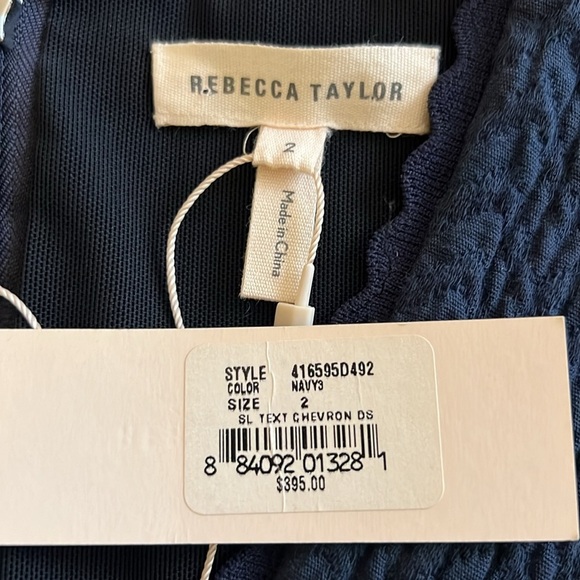 REBECCA TAYLOR
2
Made in China
STYLE 416595D492
COLOR NAVY3
SIZE 2
SL TEXT CHEVRON DS
8 84092 01328 1
$395.00